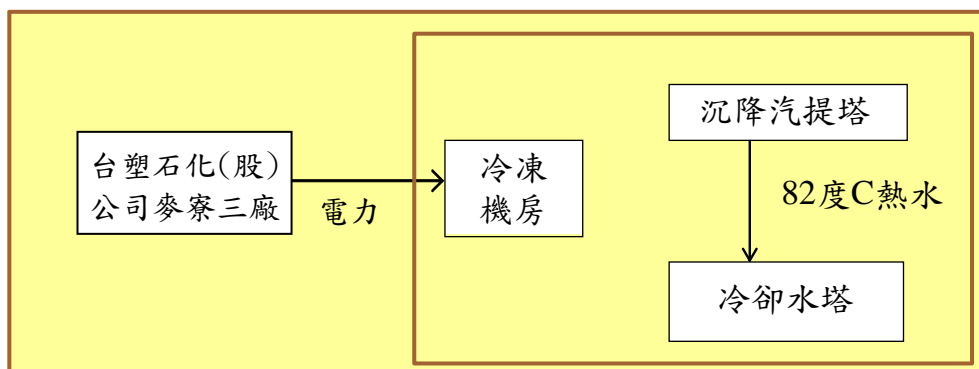 台塑石化(股)
公司麥寮三廠
電力
冷凍
機房
沉降汽提塔
82度C熱水
冷卻水塔